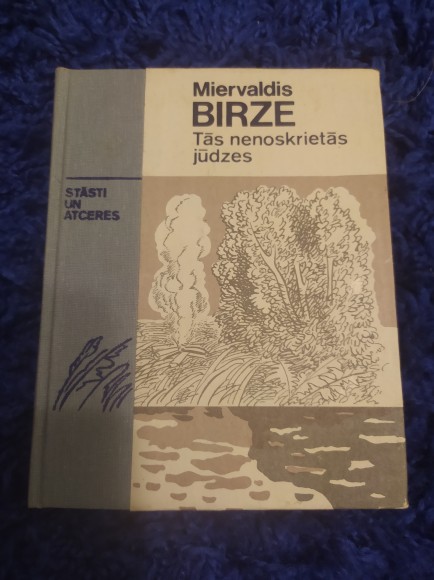 Miervaldis
BIRZE
Tās nenoskrietās
jūdzes
STĀSTI
UN
ATCERES